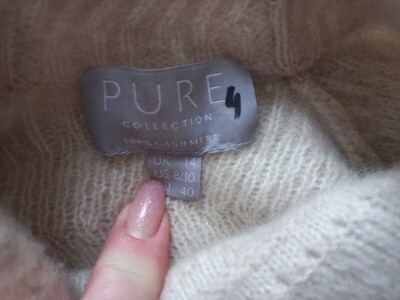 PURE 4
COLLECTION
100% CASHMERE
UK 14
US 8/10
40